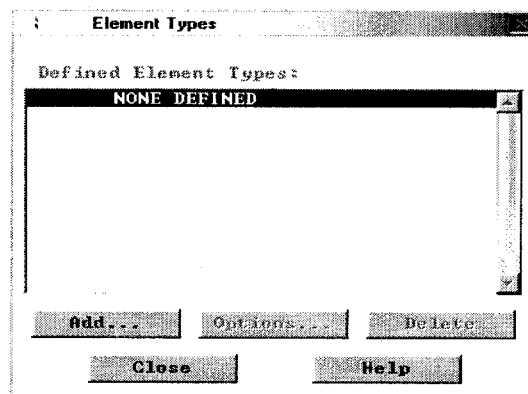 Element Types
Defined Element Types:
NONE DEFINED
Add... Options... Delete
Close Help